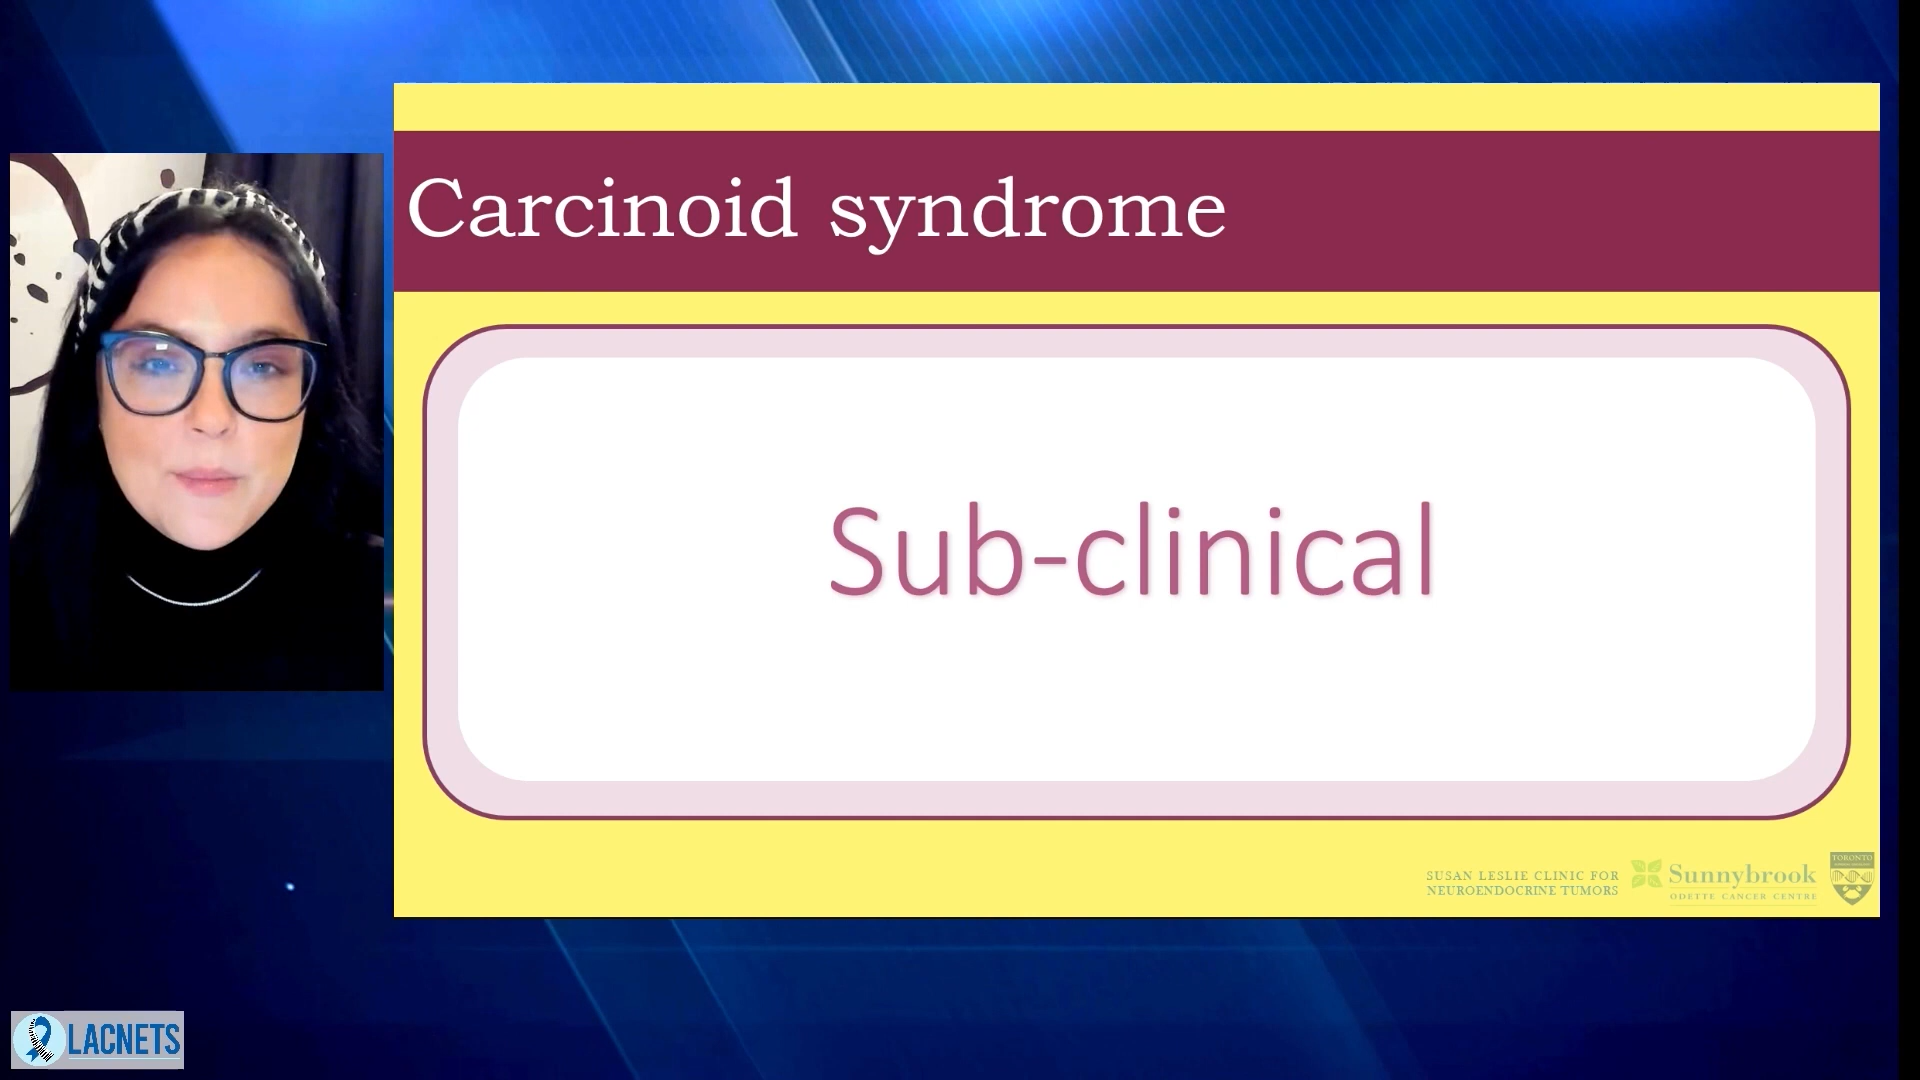 Carcinoid syndrome
Sub-clinical
SUSAN LESLIE CLINIC FOR
NEUROENDOCRINE TUMORS
Sunnybrook
ODETTE CANCER CENTRE
TORONTO
LACNETS